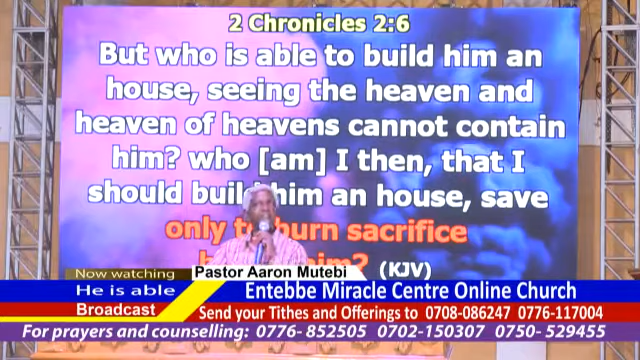 2 Chronicles 2:6
But who is able to build him an
house, seeing the heaven and
heaven of heavens cannot contain
him? who [am] I then, that I
should build him an house, save
only to burn sacrifice
him? (KJV)
Now watching
Pastor Aaron Mutebi
He is able
Entebbe Miracle Centre Online Church
Broadcast
Send your Tithes and Offerings to 0708-086247 0776-117004
For prayers and counselling: 0776- 852505 0702-150307 0750- 529455